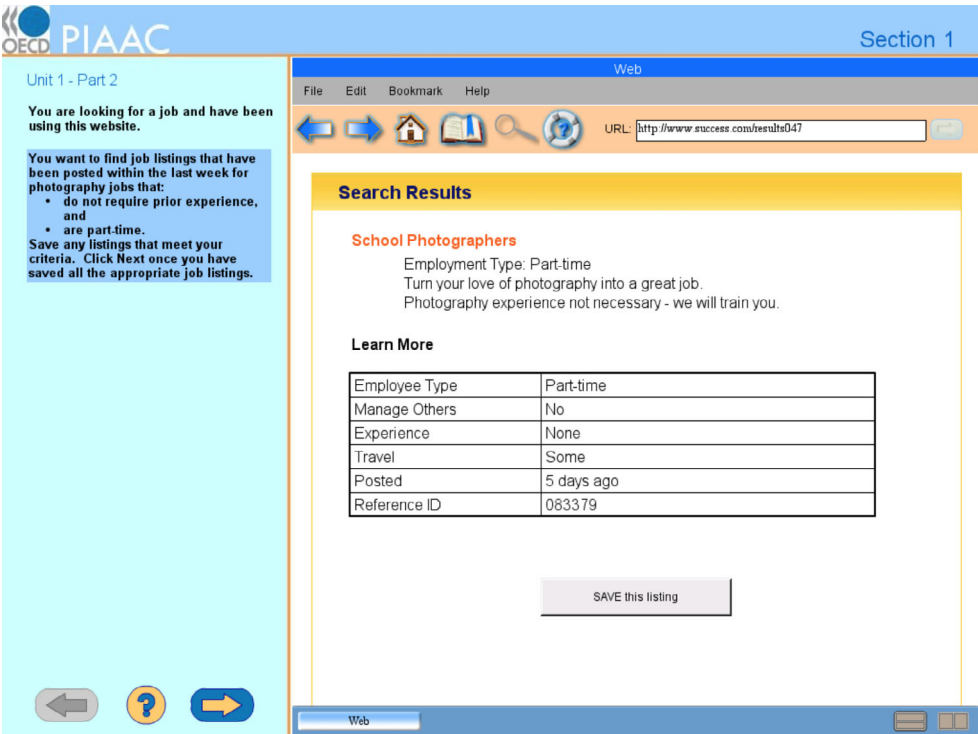 OECD PIAAC
Section 1
Unit 1 - Part 2
You are looking for a job and have been
using this website.
You want to find job listings that have
been posted within the last week for
photography jobs that:
• do not require prior experience,
and
• are part-time.
Save any listings that meet your
criteria. Click Next once you have
saved all the appropriate job listings.
Web
File Edit Bookmark Help
URL: http://www.success.com/results047
Search Results
School Photographers
Employment Type: Part-time
Turn your love of photography into a great job.
Photography experience not necessary - we will train you.
Learn More
Employee Type Part-time
Manage Others No
Experience None
Travel Some
Posted 5 days ago
Reference ID 083379
SAVE this listing
? Web